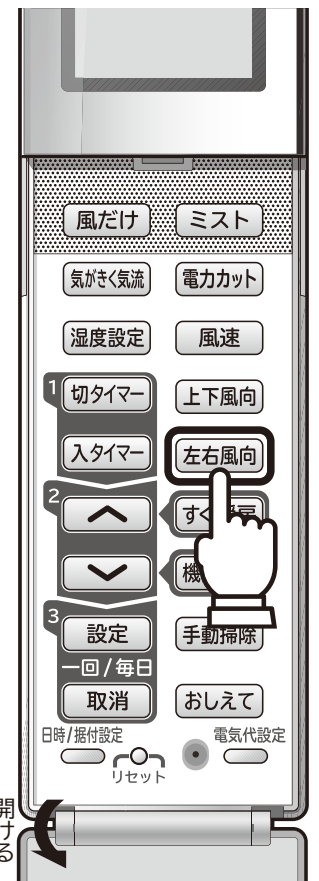 風だけ
ミスト
気がきく気流
電力カット
湿度設定
風速
1
切タイマー
上下風向
入タイマー
左右風向
2
すぐ
機
3
設定
手動掃除
一回/毎日
取消
おしえて
日時/据付設定
リセット
電気代設定
開ける